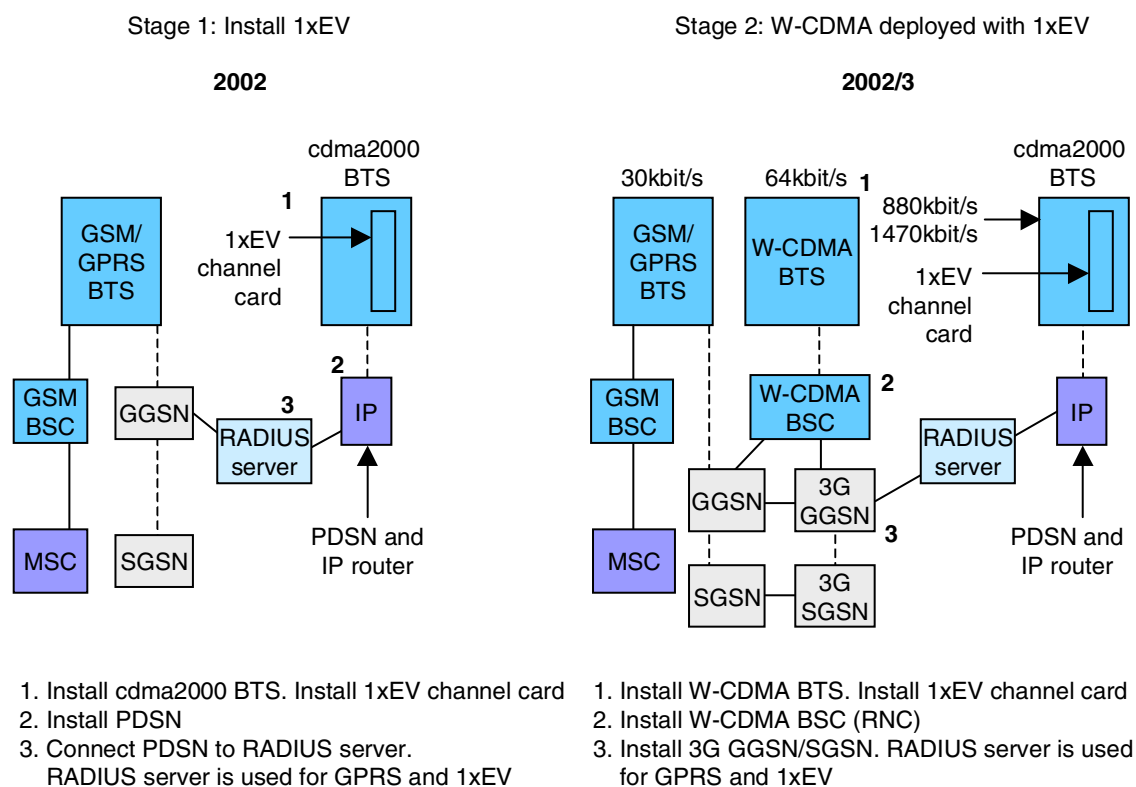 Stage 1: Install 1xEV
2002
cdma2000
BTS
1
GSM/
GPRS
BTS
1xEV
channel
card
2
GSM
BSC
GGSN
3
RADIUS
server
IP
MSC
SGSN
PDSN and
IP router
1. Install cdma2000 BTS. Install 1xEV channel card
2. Install PDSN
3. Connect PDSN to RADIUS server.
RADIUS server is used for GPRS and 1xEV
Stage 2: W-CDMA deployed with 1xEV
2002/3
cdma2000
BTS
30kbit/s
64kbit/s
1
880kbit/s
1470kbit/s
GSM/
GPRS
BTS
W-CDMA
BTS
1xEV
channel
card
GSM
BSC
W-CDMA
BSC
2
RADIUS
server
IP
GGSN
3G
GGSN
3
MSC
SGSN
3G
SGSN
PDSN and
IP router
1. Install W-CDMA BTS. Install 1xEV channel card
2. Install W-CDMA BSC (RNC)
3. Install 3G GGSN/SGSN. RADIUS server is used
for GPRS and 1xEV